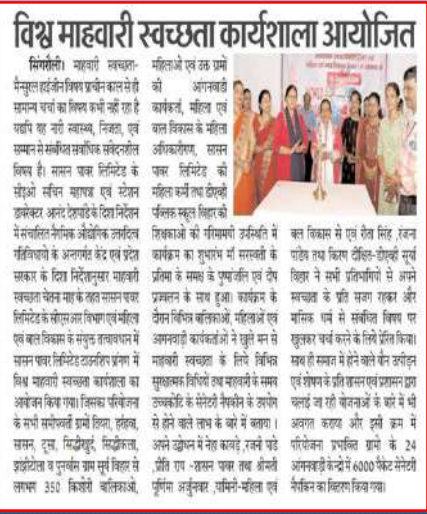 विश्व माहवारी स्वच्छता कार्यशाला आयोजित
सिंगरौली। माहवारी स्वच्छता-
मैन्सुरल हाईजीन विषय प्राचीन काल से ही
सामान्य चर्चा का विषय कभी नही रहा है
यद्यपि यह नारी स्वास्थ्य, निजता, एवं
सम्मान से संबंधित सर्वाधिक संवेदनशील
विषय है। सासन पावर लिमिटेड के
सीइओ सचिन महापात्रा एवं स्टेशन
डायरेक्टर आनंद देशपांडे के दिशा निर्देशन
में संचालित नैगमिक औद्योगिक उत्तरदायित्व
गतिविधियो के अन्तगर्गत केंद्र एवं प्रदेश
सरकार के दिशा निर्देशानुसार माहवारी
स्वच्छता चेतना माह के तहत सासन पावर
लिमिटेड के सीएसआर विभाग एवं महिला
एवं बाल विकास के संयुक्त तत्वावधान में
सासन पावर लिमिटेड टाउनशिप प्रांगण में
विश्व माहवारी स्वच्छता कार्यशाला का
आयोजन किया गया। जिसका परियोजना
के सभी समीपवर्ती ग्रामों तियरा, हर्रहवा,
सासन, टूसा, सिद्धीखुर्द, सिद्धीकला,
झांझीटोला व पुनर्वास ग्राम सूर्य विहार से
लगभग 350 किशोरी बालिकाओं,
महिलाओ एवं उक्त ग्रामों
की आंगनवाडी
कार्यकर्ता, महिला एवं
बाल विकास के महिला
अधिकारीगण, सासन
पावर लिमिटेड की
महिला कर्मी तथा डीएव्ही
पब्लिक स्कूल विहार की
शिक्षकाओं की गरिमामयी उपस्थिति में
कार्यक्रम का शुभारंभ माँ सरस्वती के
प्रतिमा के समक्ष के पुष्पांजलि एवं दीप
प्रज्वलन के साथ हुआ। कार्यक्रम के
दौरान विभिन्न बालिकाओं, महिलाओं एवं
आगनवाडी कार्यकर्ताओं ने खुले मन से
माहवारी स्वच्छता के लिये विभिन्न
सुरक्षात्मक विधियों तथा माहवारी के समय
उच्चकोटि के सेनेटरी नैपकीन के उपयोग
से होने वाले लाभ के बारे में बताया ।
अपने उद्बोधन में नेहा कावड़े ,रजनी पांडे
,प्रीति राय -शासन पावर तथा श्रीमती
पूर्णिमा अर्जुनवार ,यामिनी-महिला एवं
बाल विकास से एवं रीता सिंह ,रंजना
पांडेय तथा किरण दीक्षित-डीएव्ही सूर्या
विहार ने सभी प्रतिभागियों से अपने
स्वच्छता के प्रति सजग रहकर और
मासिक धर्म से संबंधित विषय पर
खुलकर चर्चा करने के लिये प्रेरित किया।
साथ ही समाज में होने वाले यौन उत्पीड़न
एवं शोषण के प्रति शासन एवं प्रशासन द्वारा
चलाई जा रही योजनाओं के बारे में भी
अवगत कराया और इसी क्रम में
परियोजना प्रभावित ग्रामों के 24
आंगनवाडी केन्द्रों में 6000 पैकेट सेनेटरी
नैपकिन का वितरण किया गया।